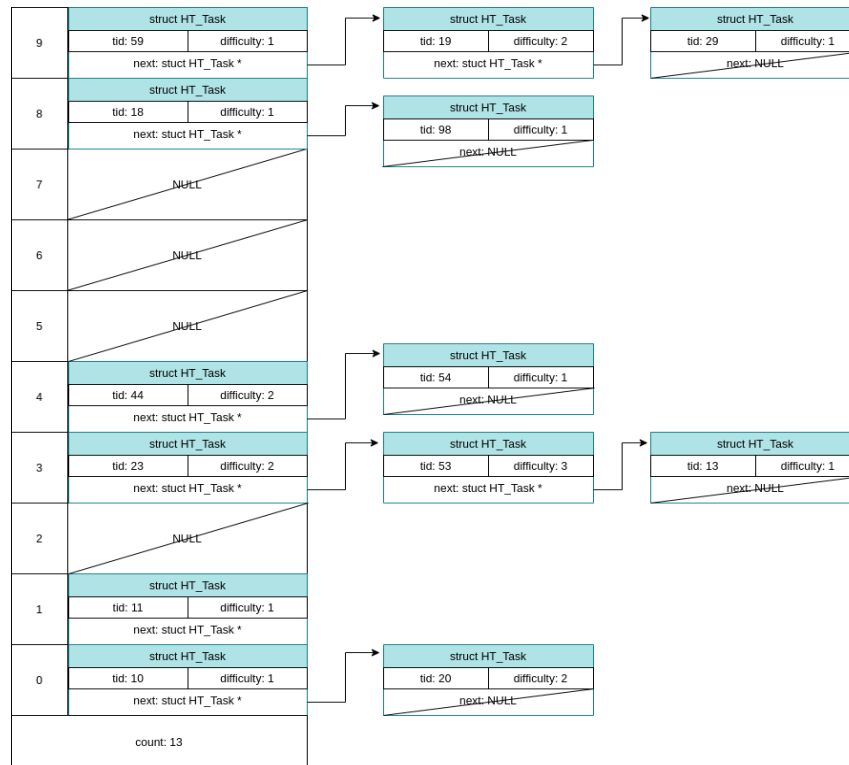 9
struct HT_Task
tid: 59 difficulty: 1
next: stuct HT_Task *
struct HT_Task
tid: 19 difficulty: 2
next: stuct HT_Task *
struct HT_Task
tid: 29 difficulty: 1
next: NULL
8
struct HT_Task
tid: 18 difficulty: 1
next: stuct HT_Task *
struct HT_Task
tid: 98 difficulty: 1
next: NULL
7
NULL
6
NULL
5
NULL
4
struct HT_Task
tid: 44 difficulty: 2
next: stuct HT_Task *
struct HT_Task
tid: 54 difficulty: 1
next: NULL
3
struct HT_Task
tid: 23 difficulty: 2
next: stuct HT_Task *
struct HT_Task
tid: 53 difficulty: 3
next: stuct HT_Task *
struct HT_Task
tid: 13 difficulty: 1
next: NULL
2
NULL
1
struct HT_Task
tid: 11 difficulty: 1
next: stuct HT_Task *
0
struct HT_Task
tid: 10 difficulty: 1
next: stuct HT_Task *
struct HT_Task
tid: 20 difficulty: 2
next: NULL
count: 13